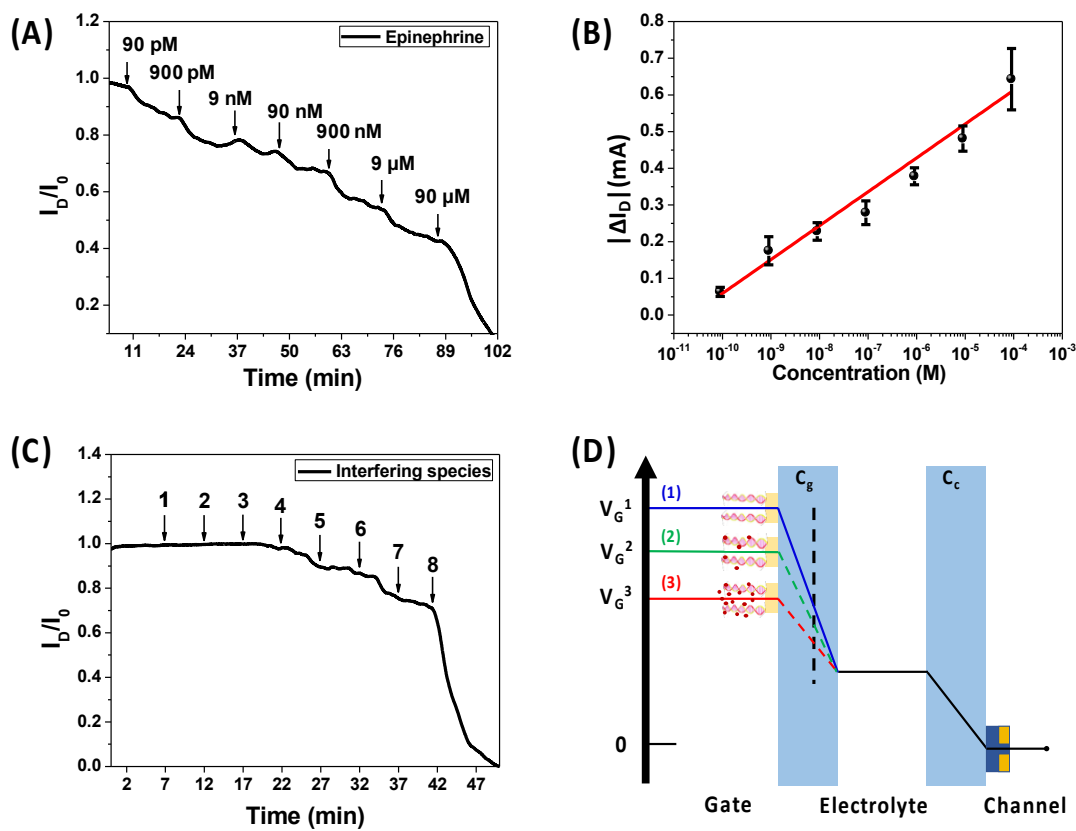 (A)
Epinephrine
90 pM
900 pM
9 nM
90 nM
900 nM
9 µM
90 µM
1.2
1.0
0.8
0.6
0.4
0.2
I_D/I_0
11 24 37 50 63 76 89 102
Time (min)
(B)
0.8
0.7
0.6
0.5
0.4
0.3
0.2
0.1
0.0
|ΔI_D| (mA)
10^-11 10^-10 10^-9 10^-8 10^-7 10^-6 10^-5 10^-4 10^-3
Concentration (M)
(C)
Interfering species
1 2 3 4 5 6 7 8
1.4
1.2
1.0
0.8
0.6
0.4
0.2
0.0
I_D/I_0
2 7 12 17 22 27 32 37 42 47
Time (min)
(D)
C_g C_c
V_G^1 (1)
V_G^2 (2)
V_G^3 (3)
0
Gate Electrolyte Channel